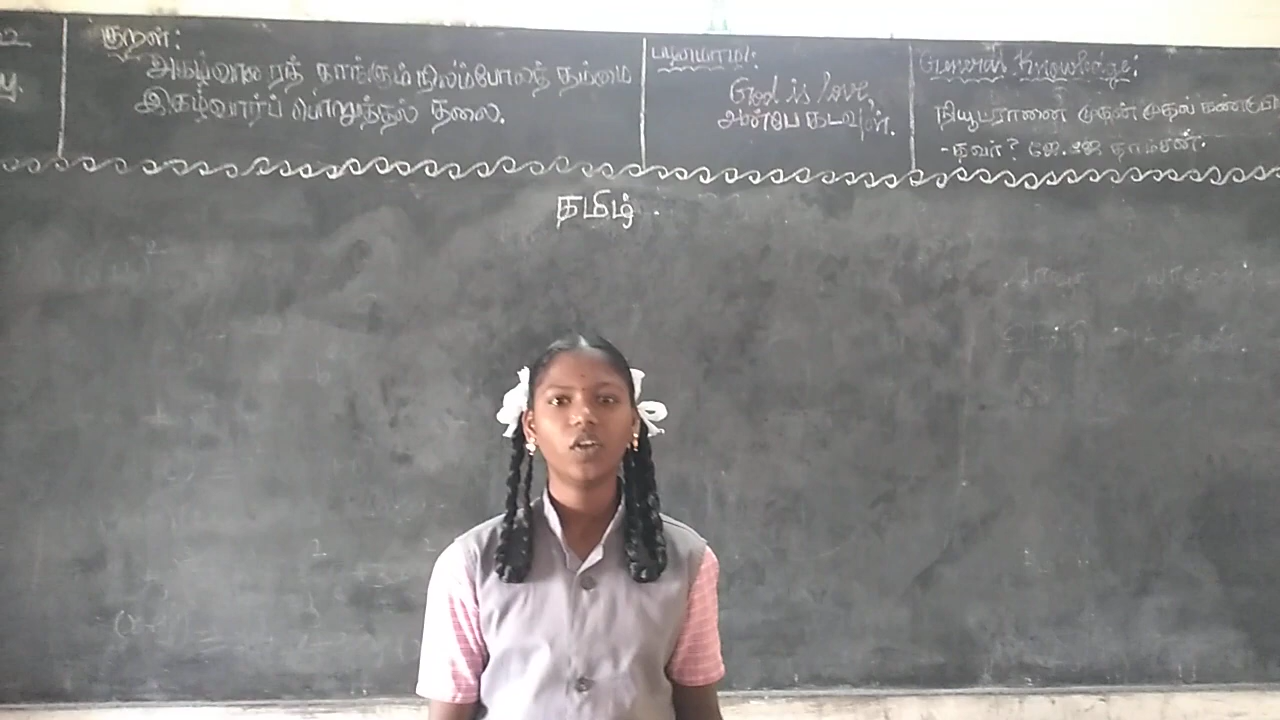 குறள்:
அகழ்வாரைத் தாங்கும் நிலம்போலத் தம்மை
இகழ்வார்ப் பொறுத்தல் தலை.
பழமொழி:
God is love,
அன்பே கடவுள்.
General Knowledge:
நியூட்ரானை முதன் முதல்
- தவர்? ஜே.ஜே தாம்சன்.
தமிழ்.